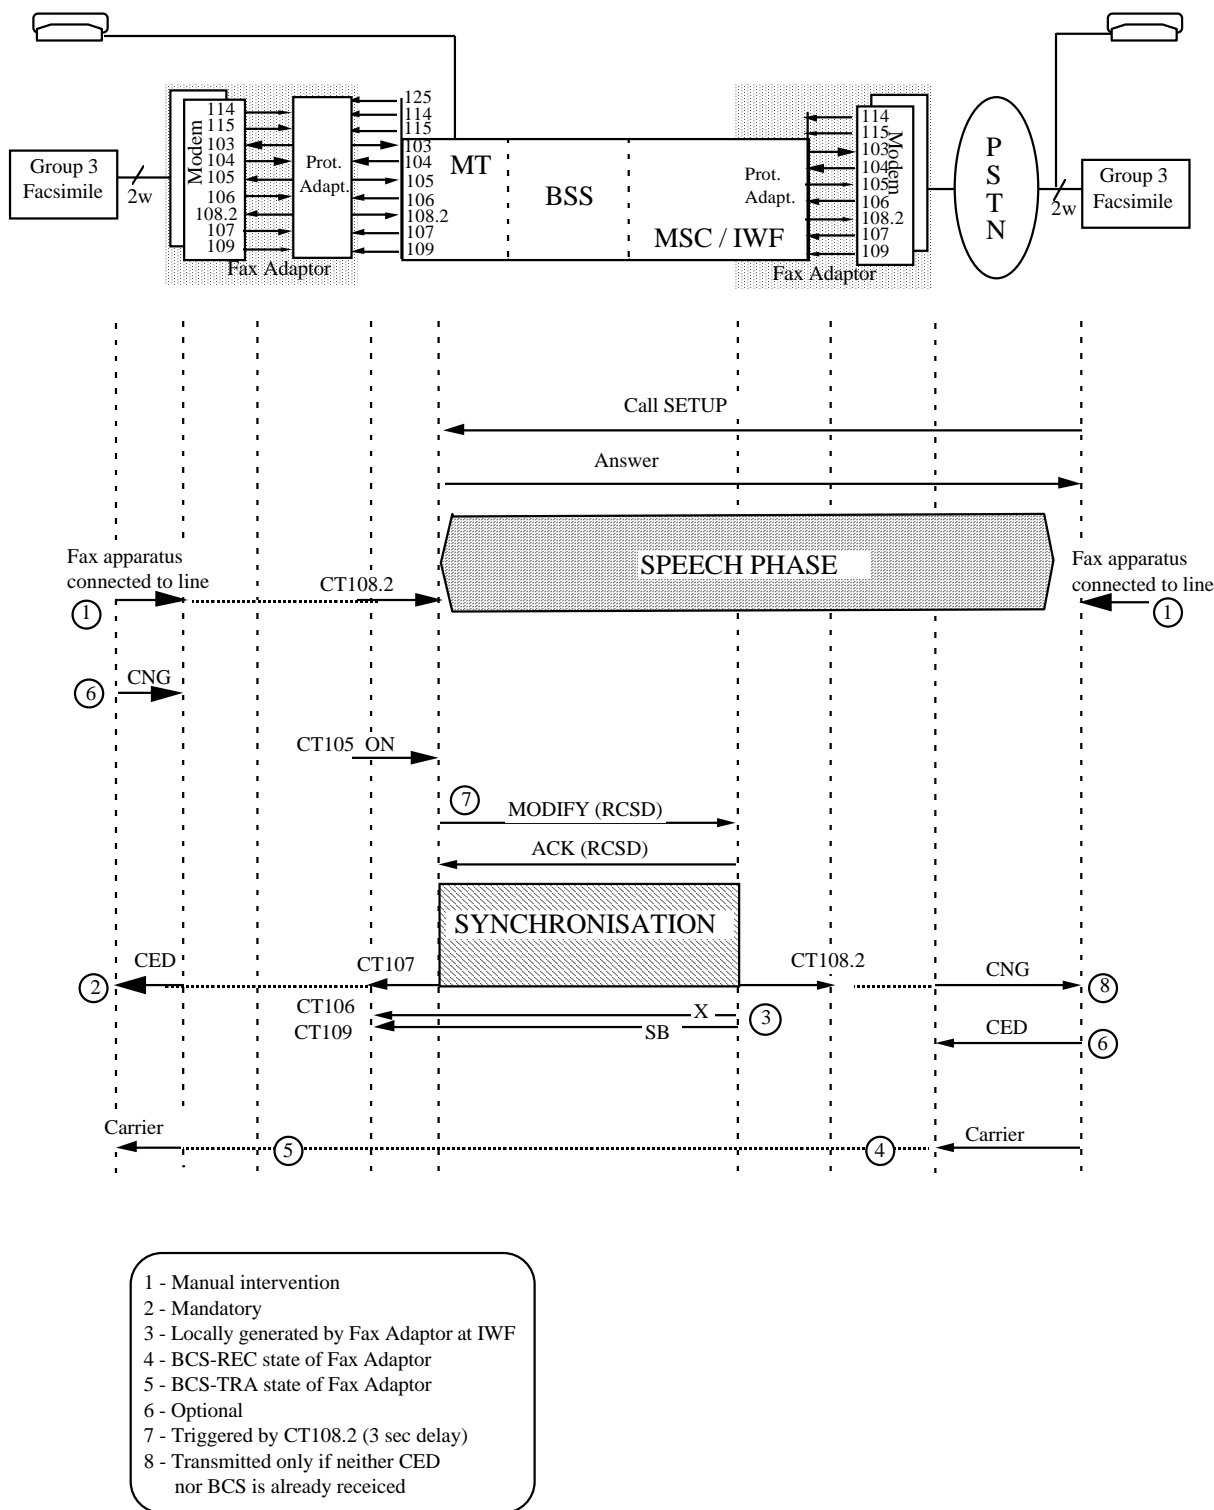 125
114
114
114
115
115
115
103
103
103
104
104
104
105
105
105
106
106
106
108.2
108.2
108.2
107
107
107
109
109
109
Modem
Prot.
Adapt.
MT
BSS
Prot.
Adapt.
MSC / IWF
Modem
Group 3
Facsimile
2w
P
S
T
N
2w
Group 3
Facsimile
Fax Adaptor
Fax Adaptor
Call SETUP
Answer
SPEECH PHASE
Fax apparatus
connected to line
1
CT108.2
Fax apparatus
connected to line
1
6
CNG
CT105 ON
7
MODIFY (RCSD)
ACK (RCSD)
SYNCHRONISATION
2
CED
CT107
CT108.2
CNG
8
CT106
X
3
CT109
SB
CED
6
Carrier
5
4
Carrier
1 - Manual intervention
2 - Mandatory
3 - Locally generated by Fax Adaptor at IWF
4 - BCS-REC state of Fax Adaptor
5 - BCS-TRA state of Fax Adaptor
6 - Optional
7 - Triggered by CT108.2 (3 sec delay)
8 - Transmitted only if neither CED
nor BCS is already receiced